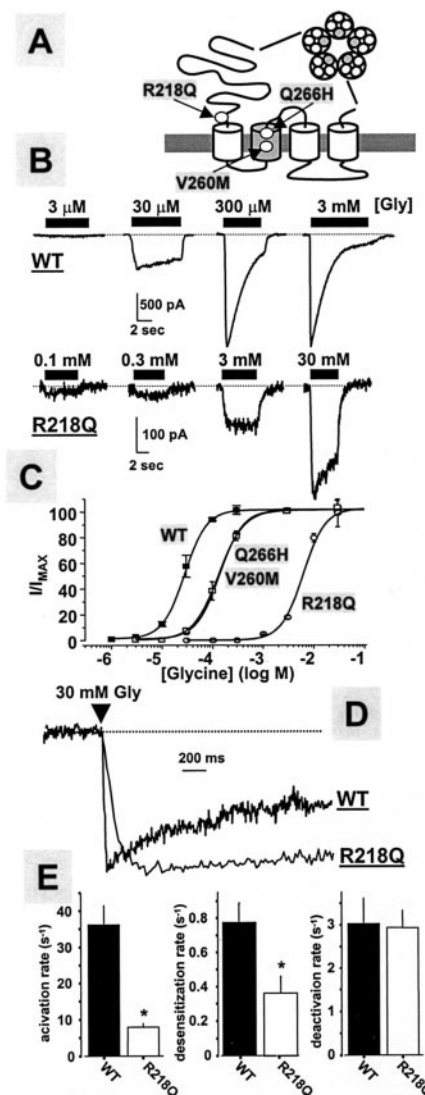 A
R218Q
Q266H
V260M
B
3 µM
30 µM
300 µM
3 mM
[Gly]
WT
500 pA
2 sec
0.1 mM
0.3 mM
3 mM
30 mM
R218Q
100 pA
2 sec
C
I/IMAX
100
80
60
40
20
0
WT
Q266H
V260M
R218Q
-6
-5
-4
-3
-2
-1
[Glycine] (log M)
30 mM Gly
D
200 ms
WT
R218Q
E
acivation rate (s-1)
40
30
20
10
0
*
WT
R218Q
desensitization rate (s-1)
0.8
0.6
0.4
0.2
0
*
WT
R218Q
deactivaion rate (s-1)
3
2
1
0
WT
R218Q